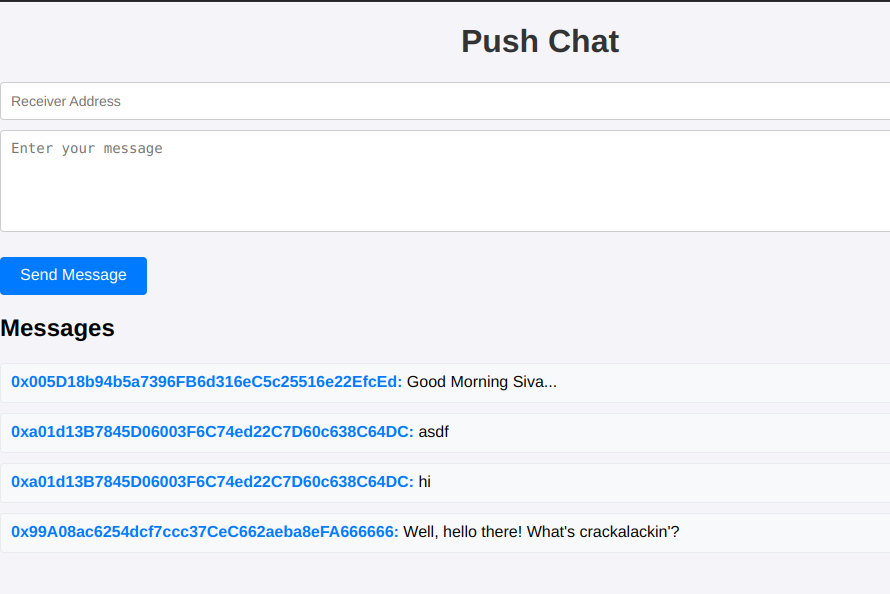 Push Chat
Receiver Address
Enter your message
Send Message
Messages
0x005D18b94b5a7396FB6d316eC5c25516e22EfcEd: Good Morning Siva...
0xa01d13B7845D06003F6C74ed22C7D60c638C64DC: asdf
0xa01d13B7845D06003F6C74ed22C7D60c638C64DC: hi
0x99A08ac6254dcf7ccc37CeC662aeba8eFA666666: Well, hello there! What's crackalackin'?